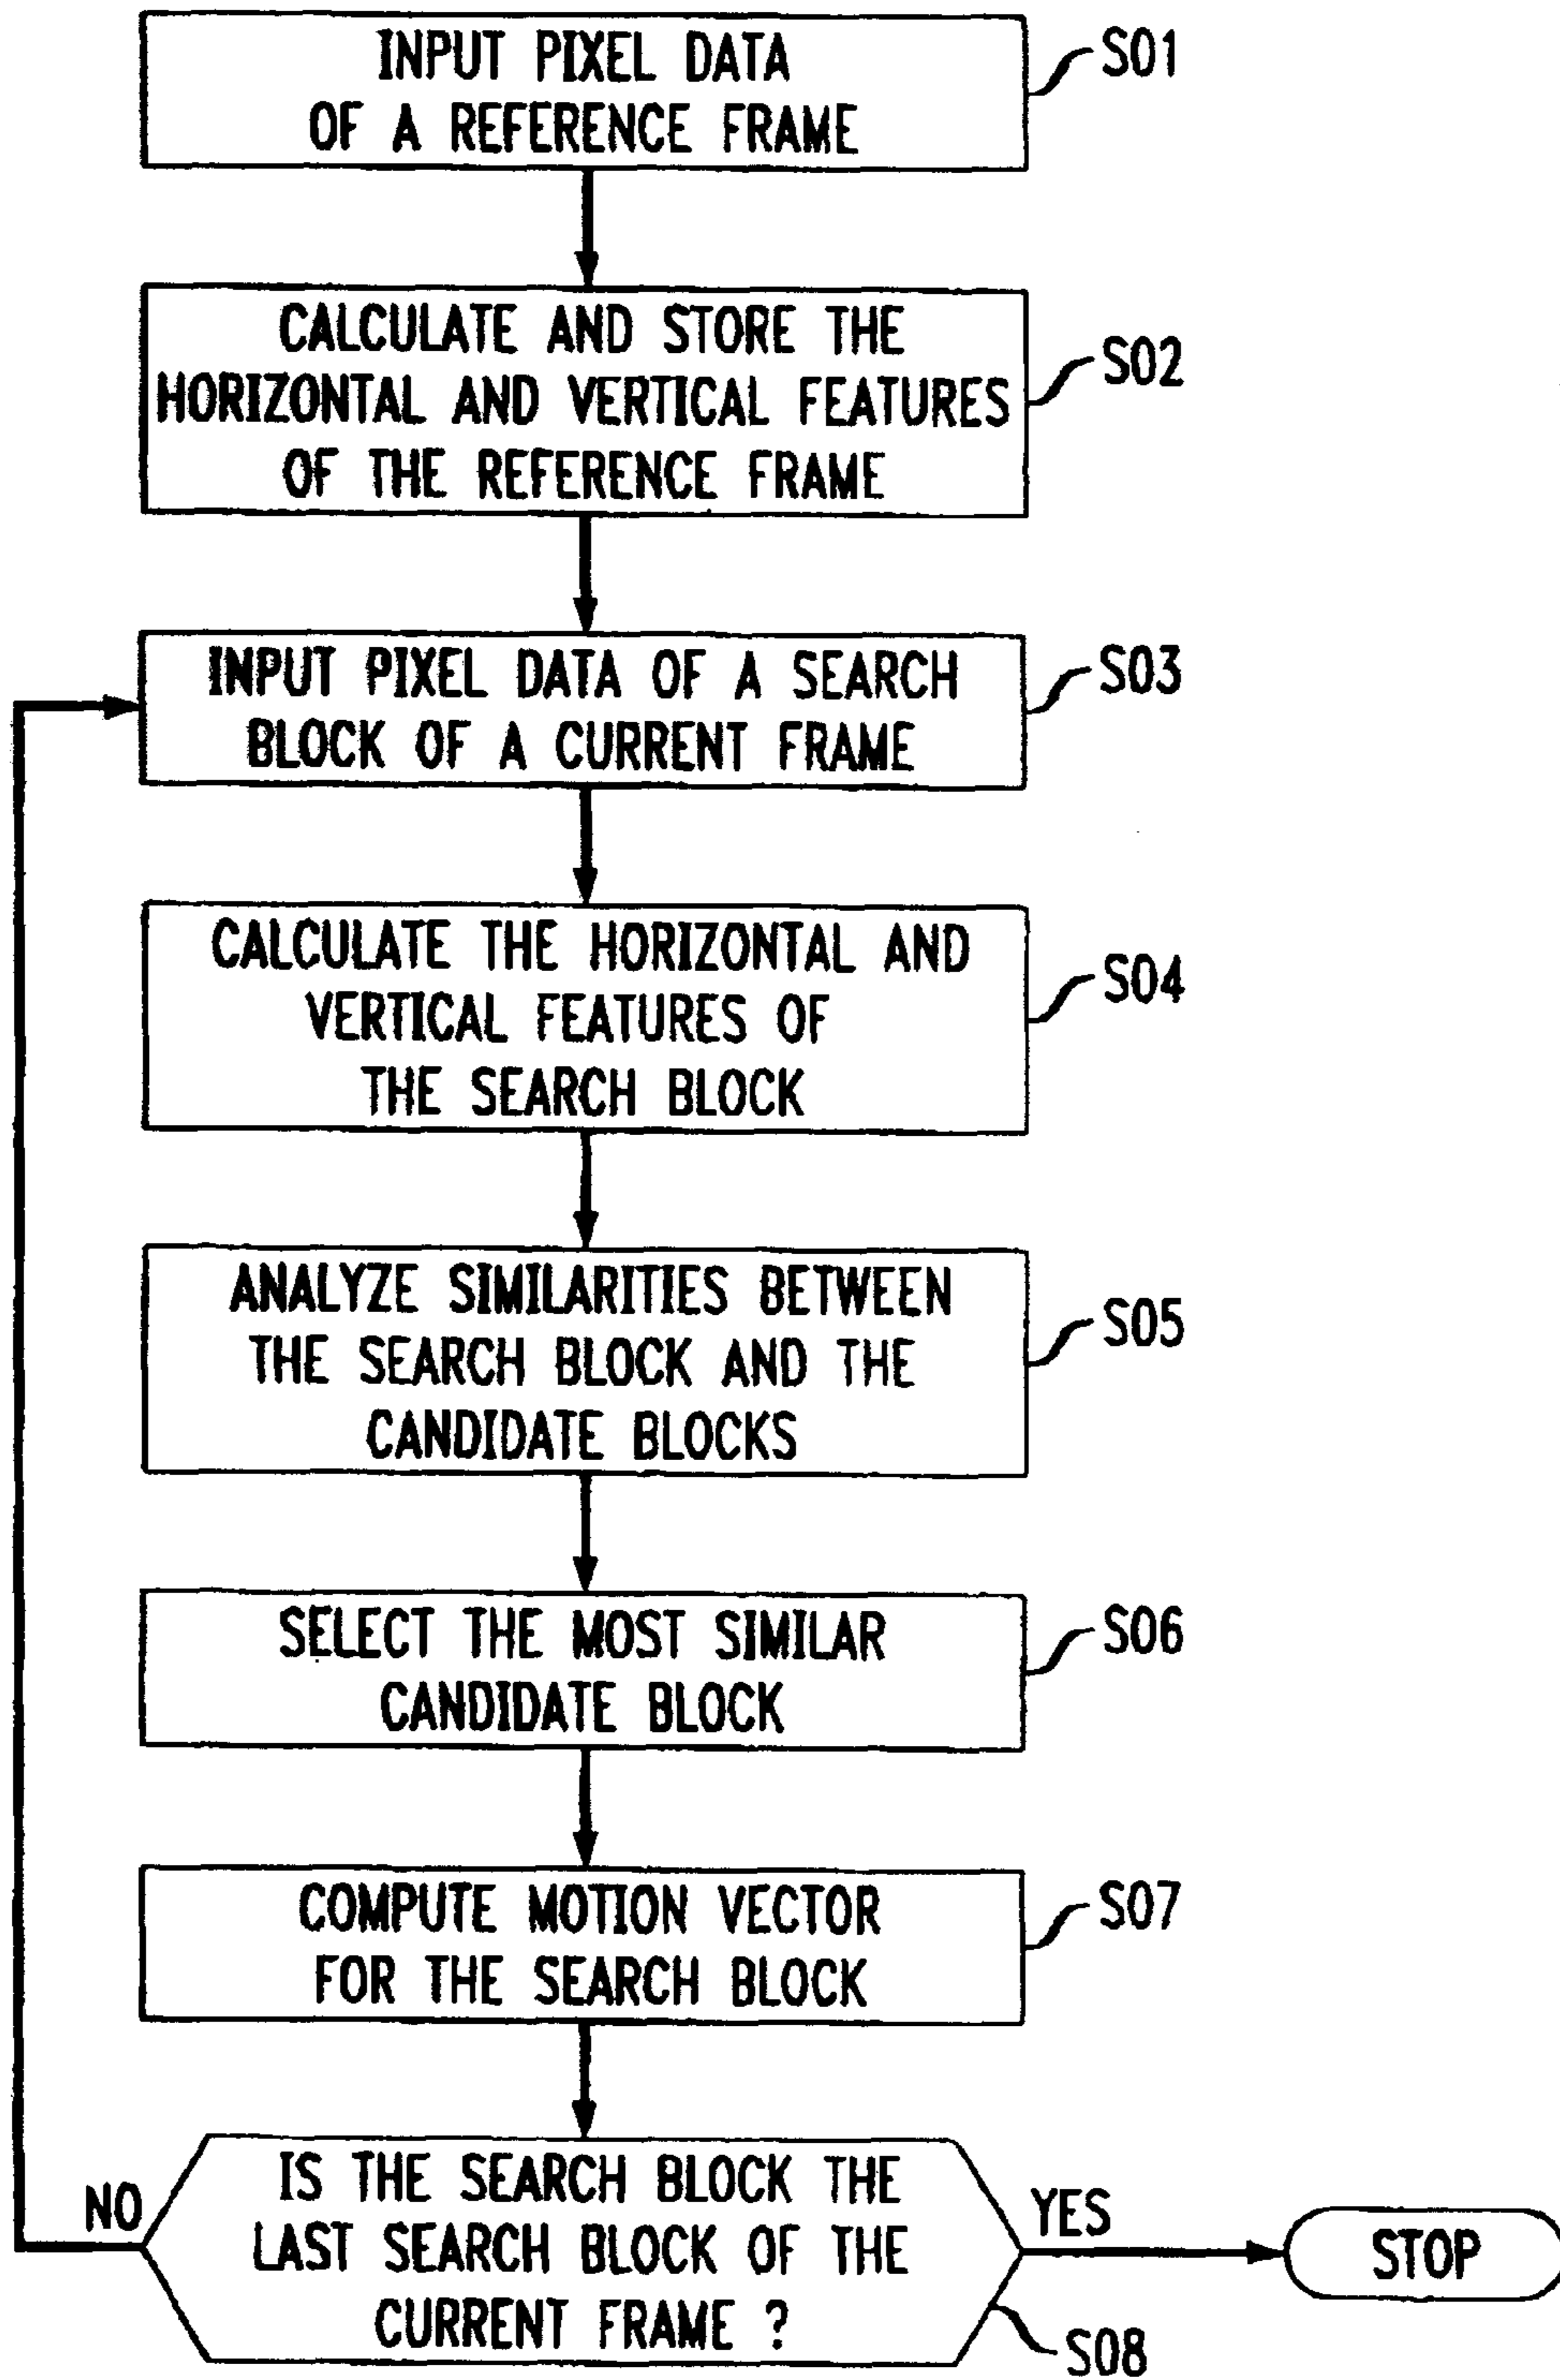 INPUT PIXEL DATA
OF A REFERENCE FRAME
S01
CALCULATE AND STORE THE
HORIZONTAL AND VERTICAL FEATURES
OF THE REFERENCE FRAME
S02
INPUT PIXEL DATA OF A SEARCH
BLOCK OF A CURRENT FRAME
S03
CALCULATE THE HORIZONTAL AND
VERTICAL FEATURES OF
THE SEARCH BLOCK
S04
ANALYZE SIMILARITIES BETWEEN
THE SEARCH BLOCK AND THE
CANDIDATE BLOCKS
S05
SELECT THE MOST SIMILAR
CANDIDATE BLOCK
S06
COMPUTE MOTION VECTOR
FOR THE SEARCH BLOCK
S07
IS THE SEARCH BLOCK THE
LAST SEARCH BLOCK OF THE
CURRENT FRAME ?
NO
YES
STOP
S08